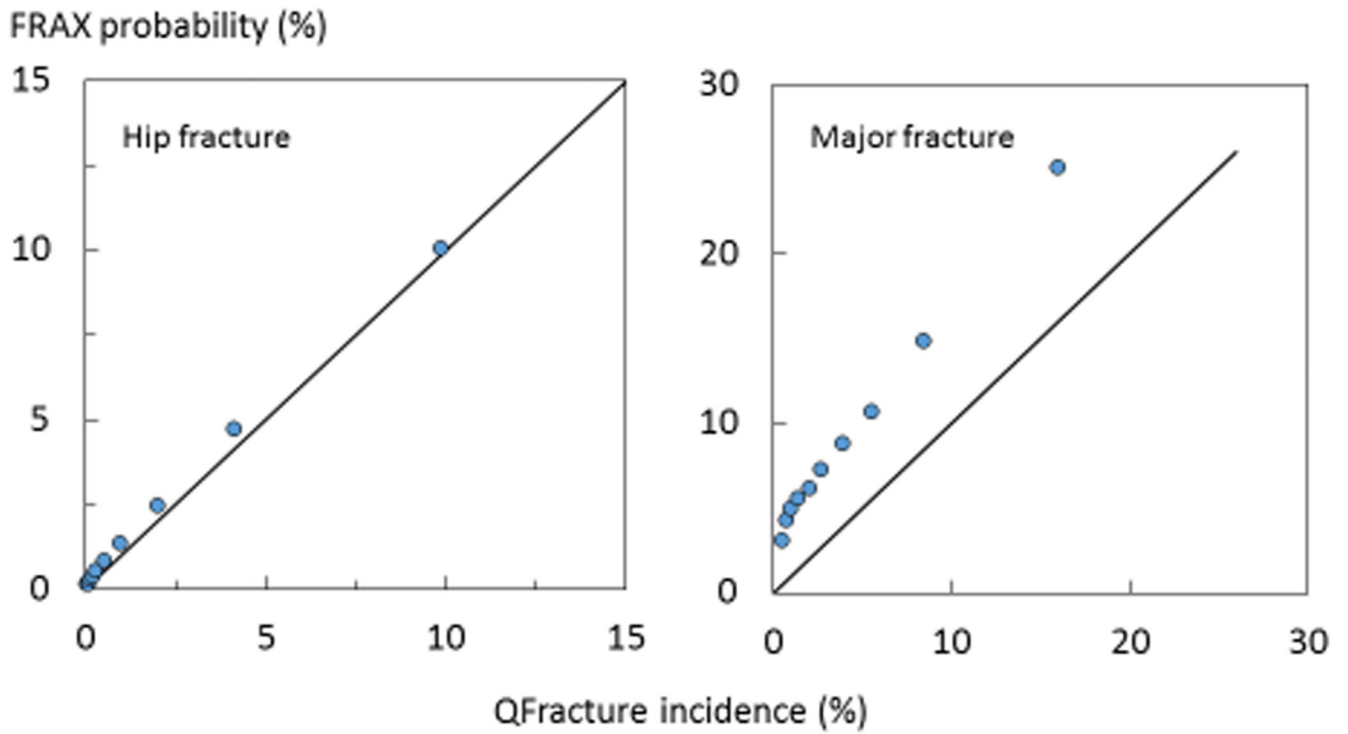 FRAX probability (%)
15
Hip fracture
10
5
0
0 5 10 15
30
Major fracture
20
10
0
0 10 20 30
QFracture incidence (%)